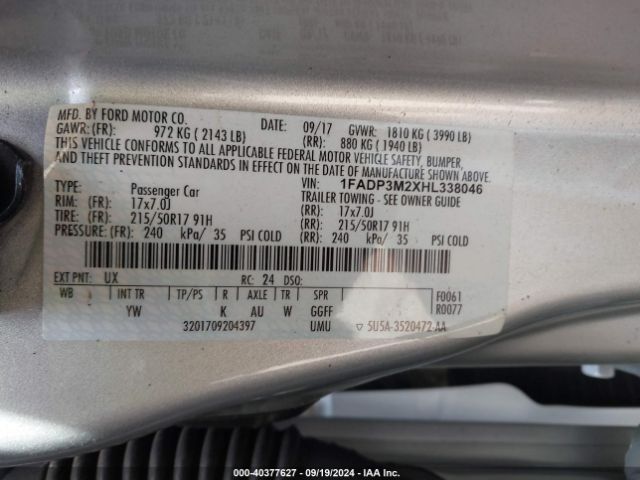 MFD. BY FORD MOTOR CO. DATE: 09/17 GVWR: 1810 KG ( 3990 LB)
GAWR: (FR): 972 KG ( 2143 LB) (RR): 880 KG ( 1940 LB)
THIS VEHICLE CONFORMS TO ALL APPLICABLE FEDERAL MOTOR VEHICLE SAFETY, BUMPER,
AND THEFT PREVENTION STANDARDS IN EFFECT ON THE DATE OF MANUFACTURE SHOWN ABOVE.
VIN: 1FADP3M2XHL338046
TYPE: Passenger Car TRAILER TOWING - SEE OWNER GUIDE
RIM: (FR): 17x7.0J (RR): 17x7.0J
TIRE: (FR): 215/50R17 91H (RR): 215/50R17 91H
PRESSURE: (FR): 240 kPa/ 35 PSI COLD (RR): 240 kPa/ 35 PSI COLD
EXT PNT: UX RC: 24 DSO:
WB INT TR TP/PS R AXLE TR SPR F0061
YW K AU W GGFF R0077
3201709204397 UMU ▽ 5U5A-3520472-AA
000-40377627 - 09/19/2024 - IAA Inc.